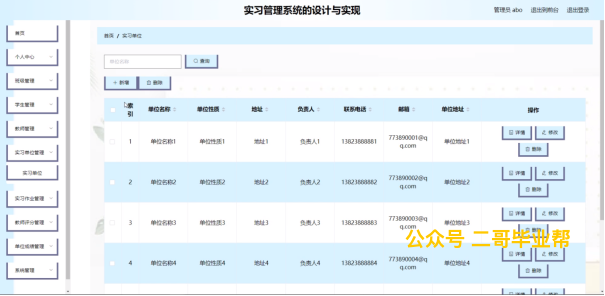 实习管理系统的设计与实现
管理员 abo 退出到前台 退出登录
首页
个人中心
班级管理
学生管理
教师管理
实习单位管理
实习单位
实习作业管理
教师评分管理
单位成绩管理
系统管理
首页 / 实习单位
单位名称 查询
+ 新增 删除
索引 单位名称 单位性质 地址 负责人 联系电话 邮箱 单位地址 操作
1 单位名称1 单位性质1 地址1 负责人1 13823888881 773890001@qq.com 单位地址1 详情 修改 删除
2 单位名称2 单位性质2 地址2 负责人2 13823888882 773890002@qq.com 单位地址2 详情 修改 删除
3 单位名称3 单位性质3 地址3 负责人3 13823888883 773890003@qq.com 单位地址3 详情 修改 删除
公众号 二哥毕业帮
4 单位名称4 单位性质4 地址4 负责人4 13823888884 773890004@qq.com 单位地址4 详情 修改 删除